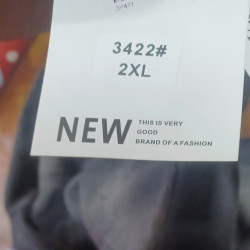 3422#
2XL
NEW
THIS IS VERY
GOOD
BRAND OF A FASHION